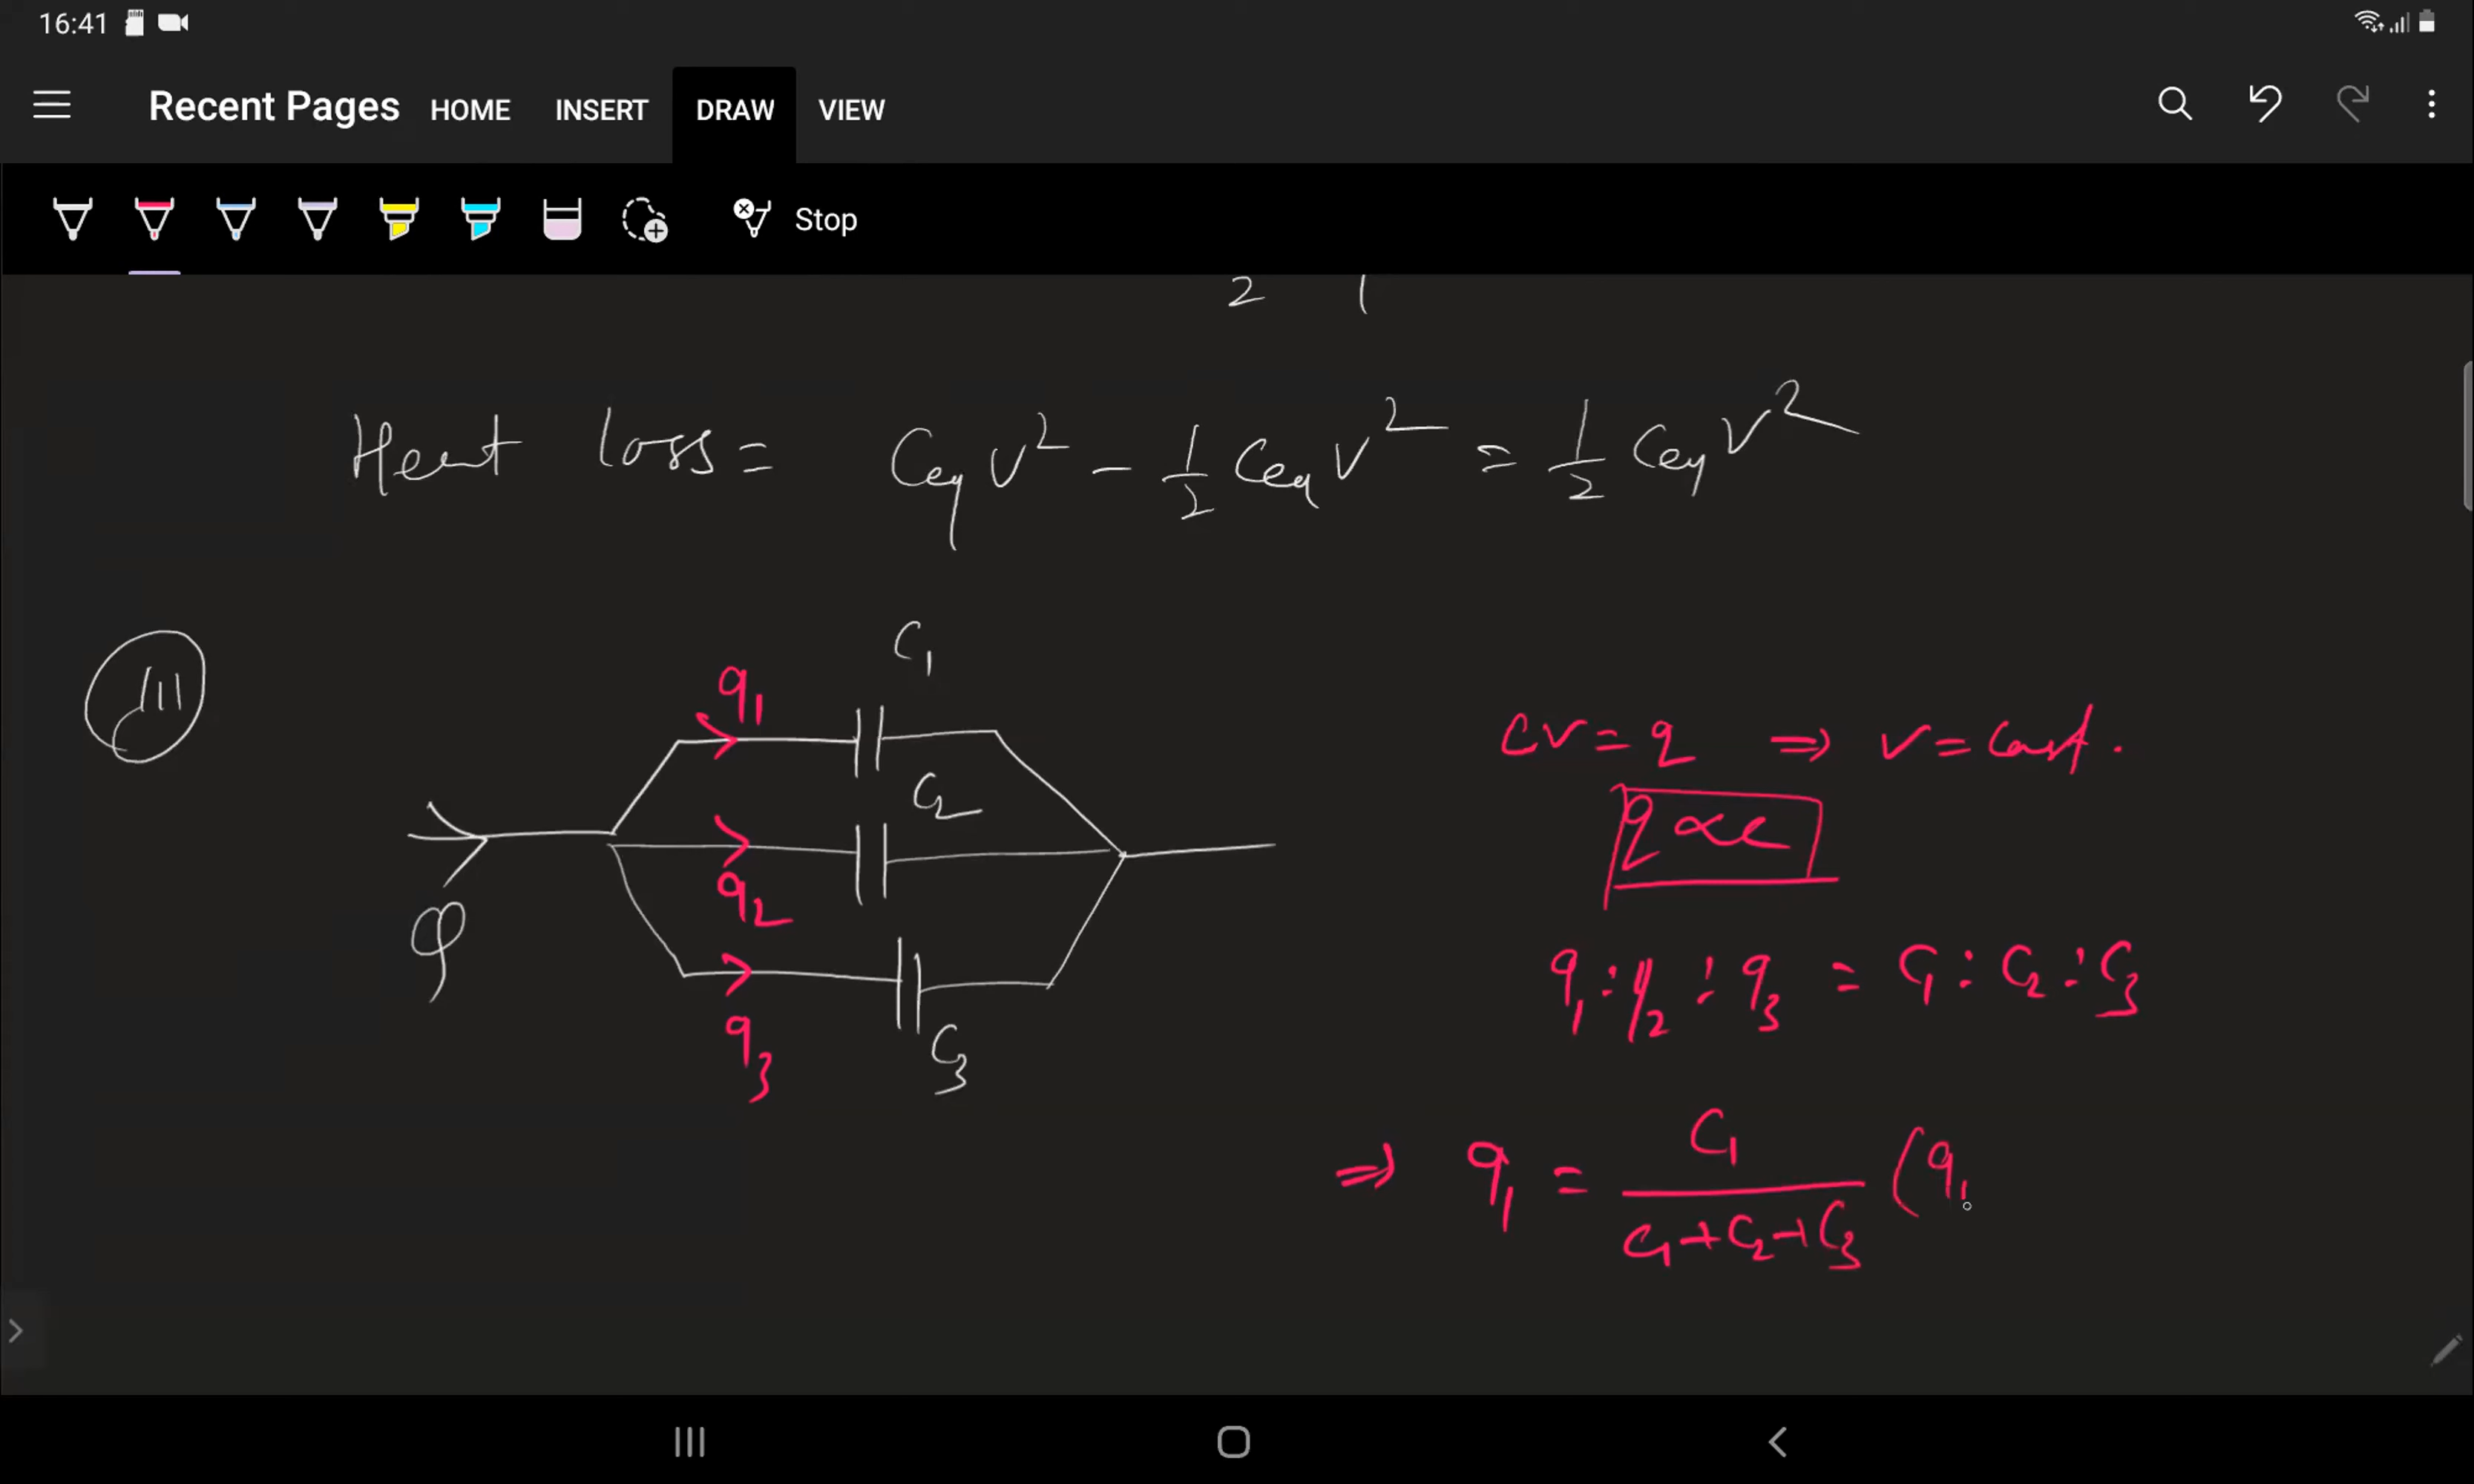 16:41
Recent Pages HOME INSERT DRAW VIEW
Stop
2 1
Heat loss = Ceq V² - 1/2 Ceq V² = 1/2 Ceq V²
III
C₁
q₁
C₂
q₂
Q
q₃
C₃
CV = q ⇒ V = Const.
q ∝ C
q₁ : q₂ : q₃ = C₁ : C₂ : C₃
⇒ q₁ = C₁ / (C₁ + C₂ + C₃) (q₁